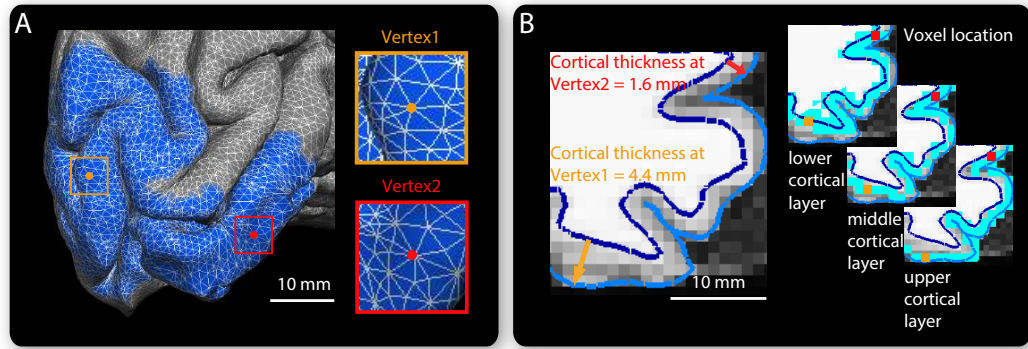 A
Vertex1
Vertex2
10 mm
B
Cortical thickness at
Vertex2 = 1.6 mm
Cortical thickness at
Vertex1 = 4.4 mm
10 mm
Voxel location
lower
cortical
layer
middle
cortical
layer
upper
cortical
layer